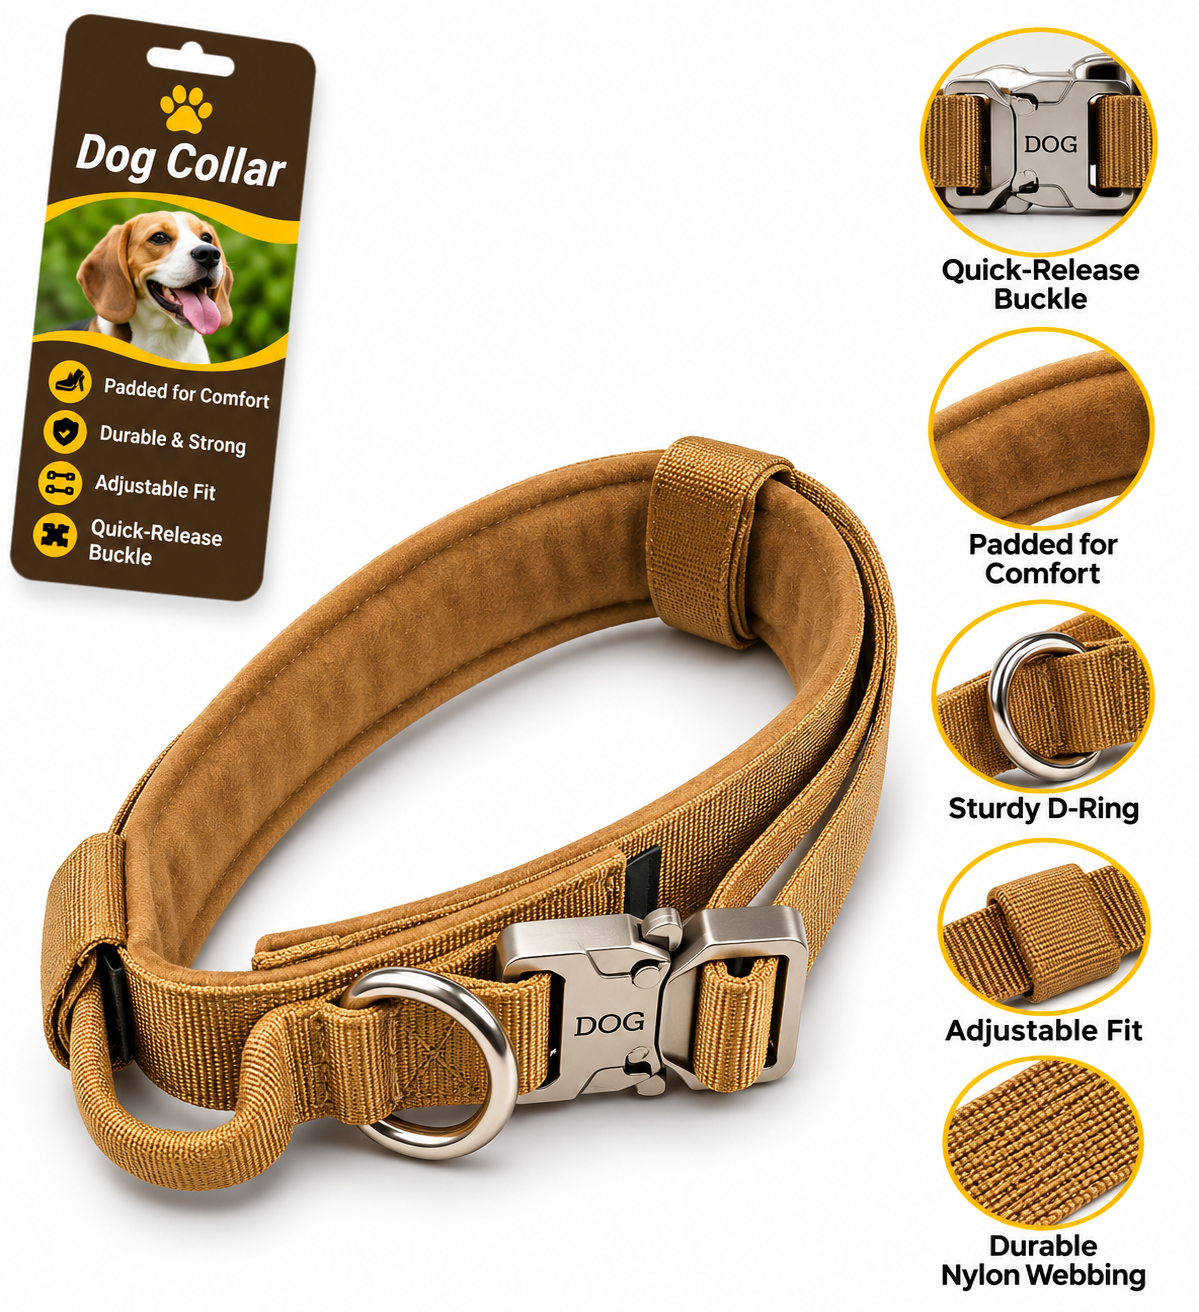 Dog Collar
Padded for Comfort
Durable & Strong
Adjustable Fit
Quick-Release
Buckle
DOG
Quick-Release
Buckle
Padded for
Comfort
Sturdy D-Ring
Adjustable Fit
Durable
Nylon Webbing
DOG